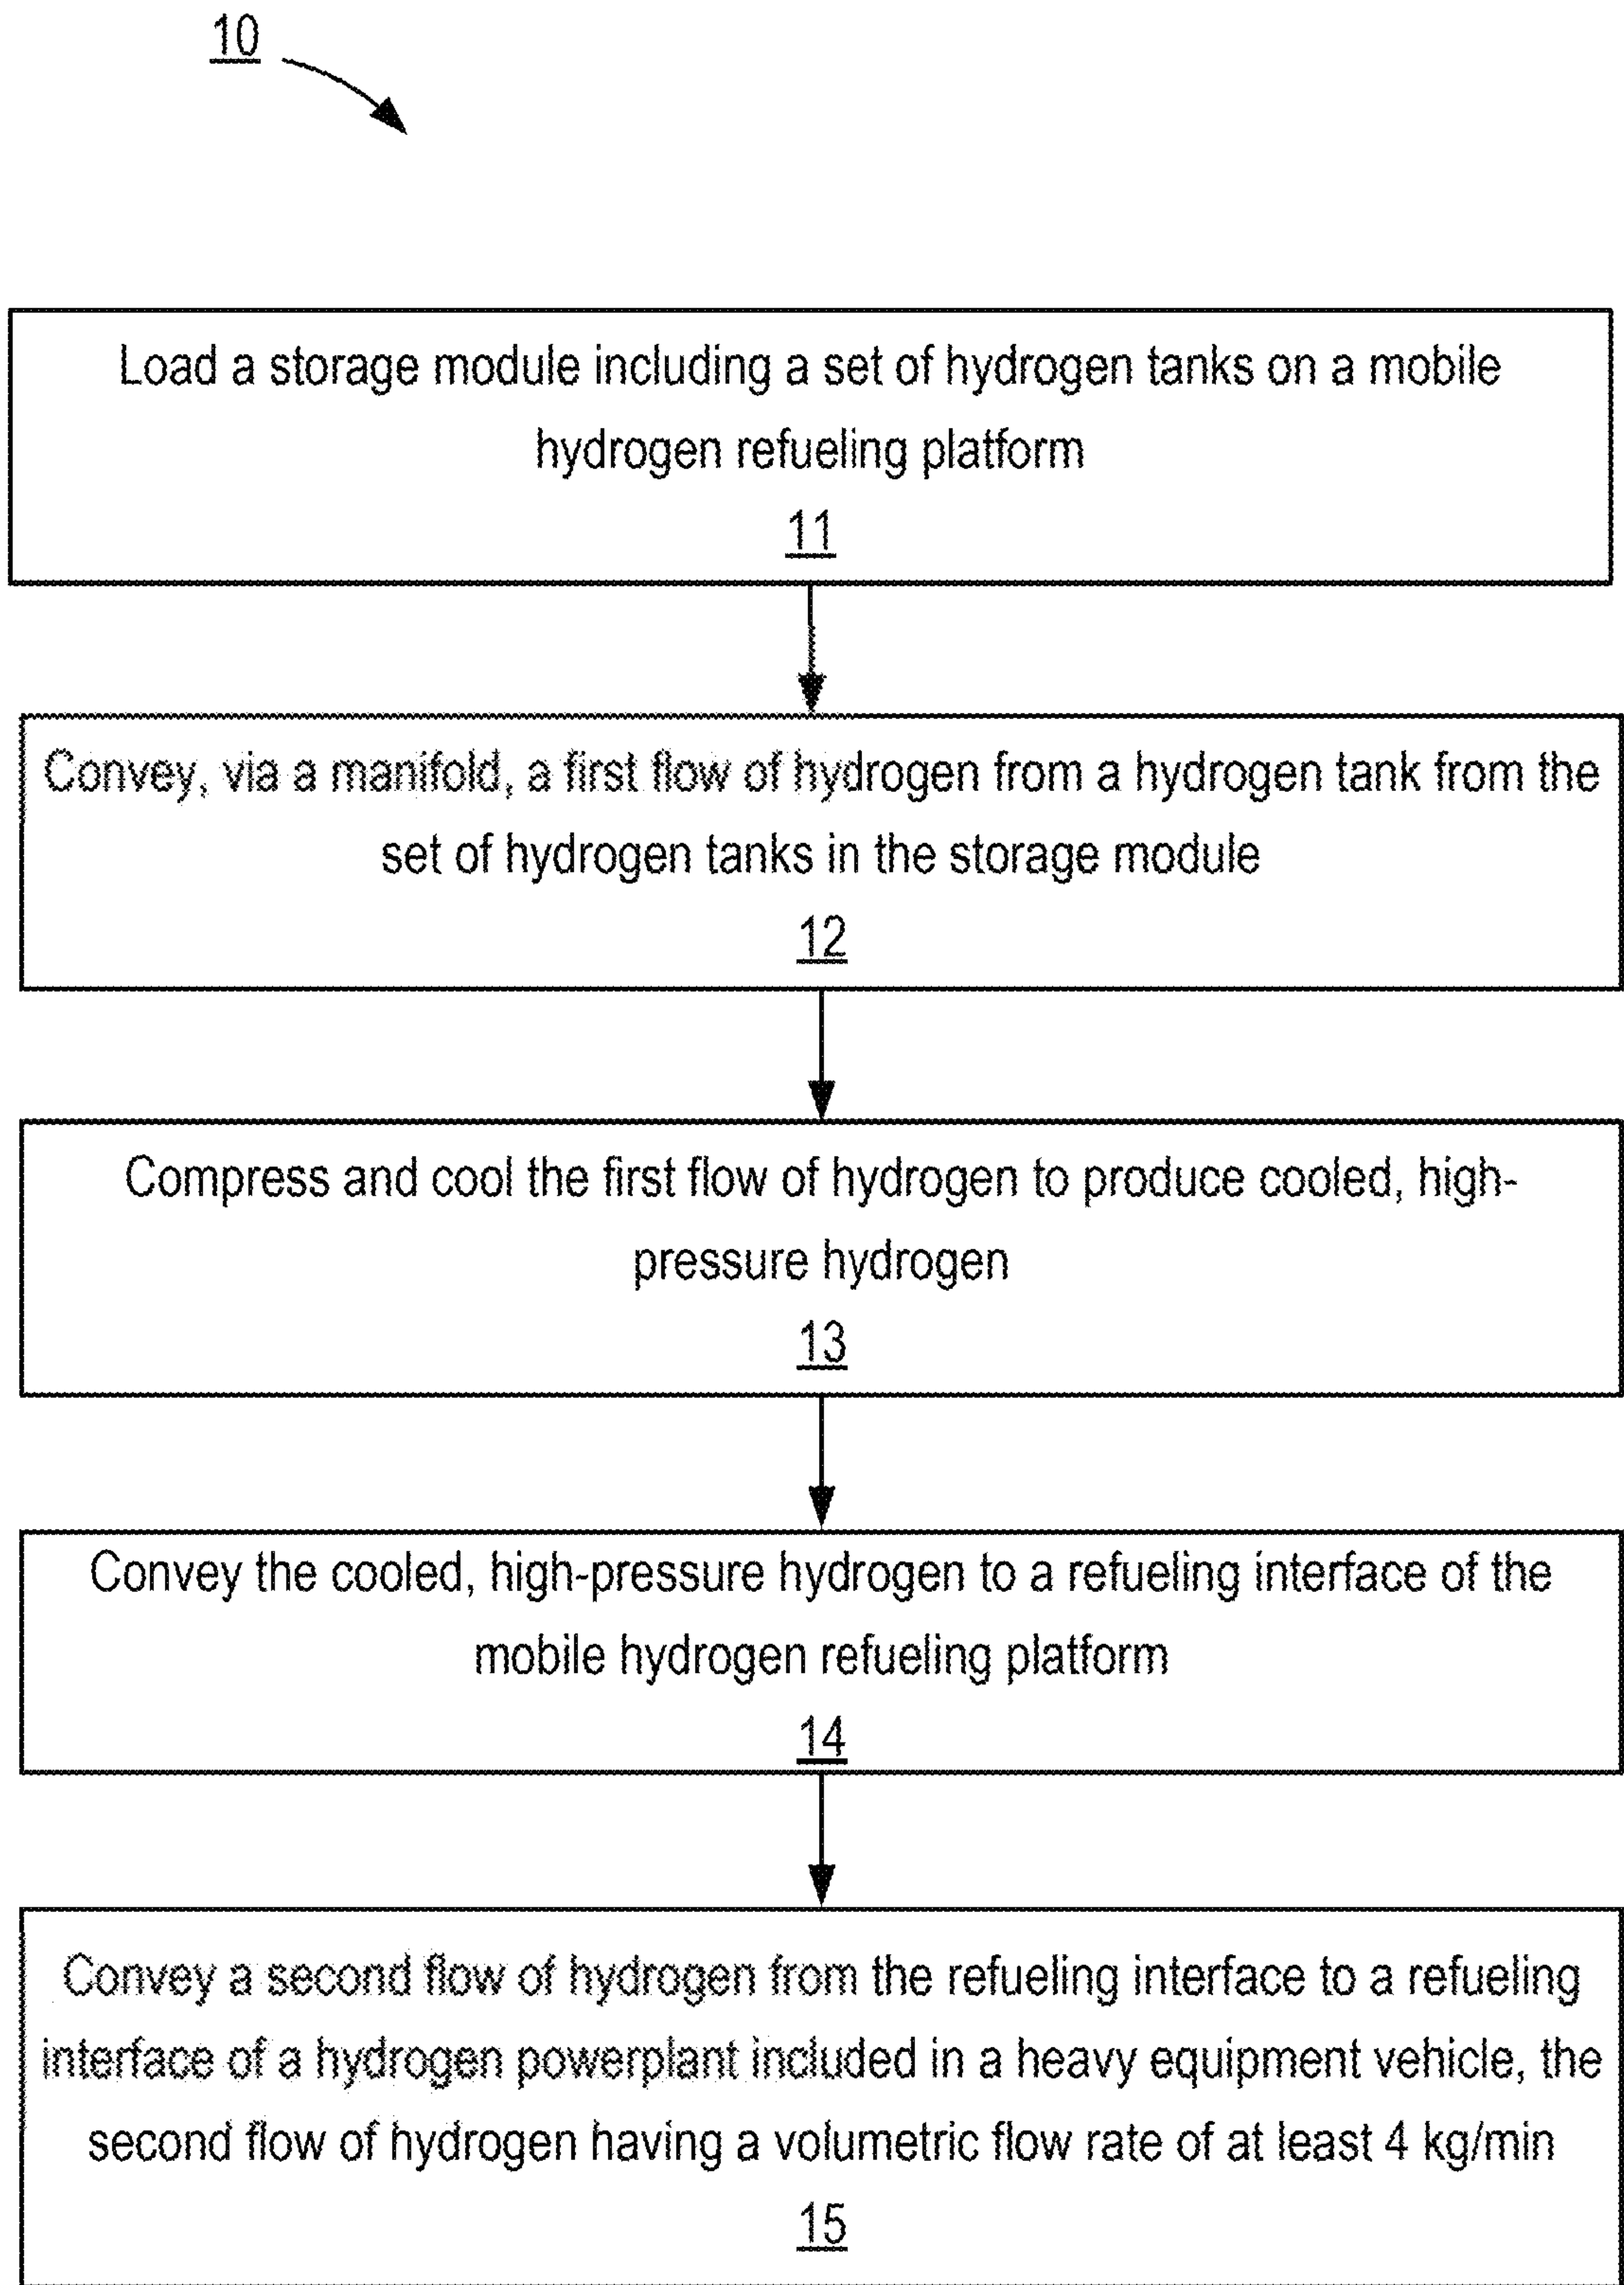 10
Load a storage module including a set of hydrogen tanks on a mobile
hydrogen refueling platform
11
Convey, via a manifold, a first flow of hydrogen from a hydrogen tank from the
set of hydrogen tanks in the storage module
12
Compress and cool the first flow of hydrogen to produce cooled, high-
pressure hydrogen
13
Convey the cooled, high-pressure hydrogen to a refueling interface of the
mobile hydrogen refueling platform
14
Convey a second flow of hydrogen from the refueling interface to a refueling
interface of a hydrogen powerplant included in a heavy equipment vehicle, the
second flow of hydrogen having a volumetric flow rate of at least 4 kg/min
15